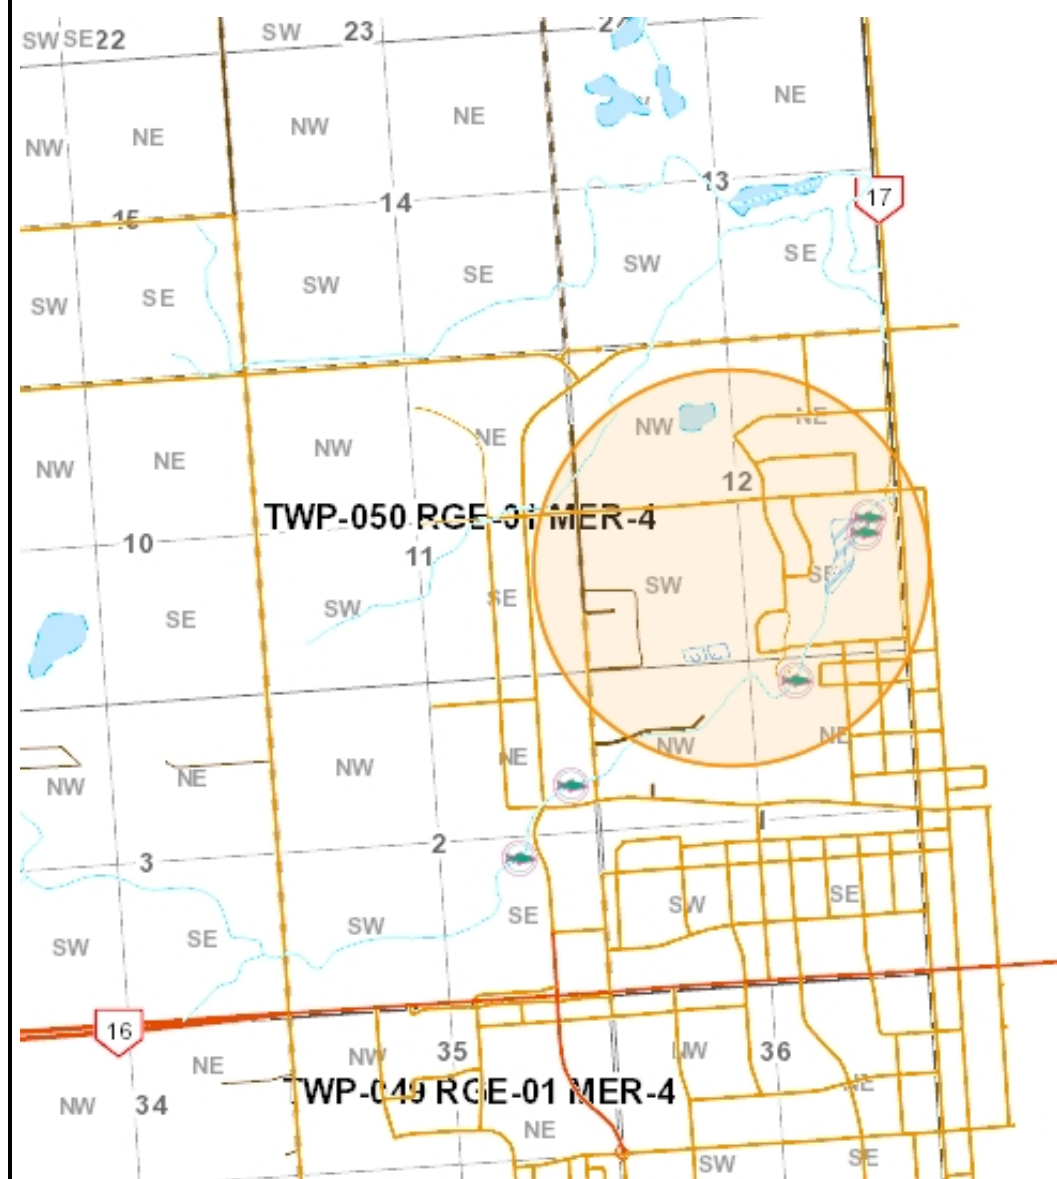 SW SE 22 SW 23 24
NW NE NW NE NE
15 14 13 17
SW SE SW SE SW SE
NW NE NW NE NW NE
12
TWP-050 RGE-01 MER-4
10 11
SE SW SE SW SE
NW NE NW NE NW NE
3 2
SW SE SW SE SW SE
16
NE NW 35 NW 36 NE
NW 34 TWP-049 RGE-01 MER-4
NE
SW SE